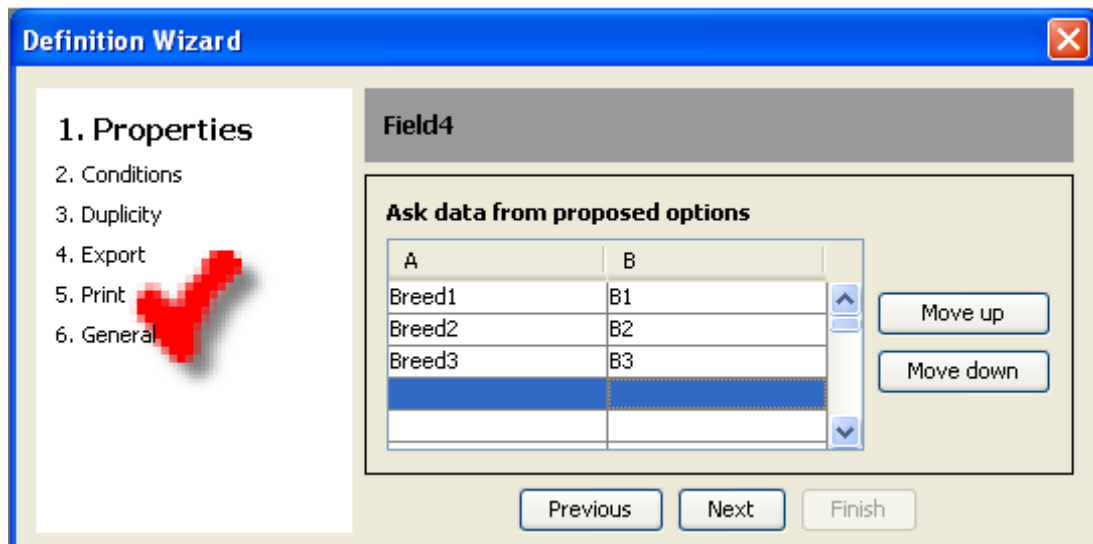 Definition Wizard
1. Properties
2. Conditions
3. Duplicity
4. Export
5. Print
6. General
Field4
Ask data from proposed options
A B
Breed1 B1
Breed2 B2
Breed3 B3
Move up
Move down
Previous Next Finish